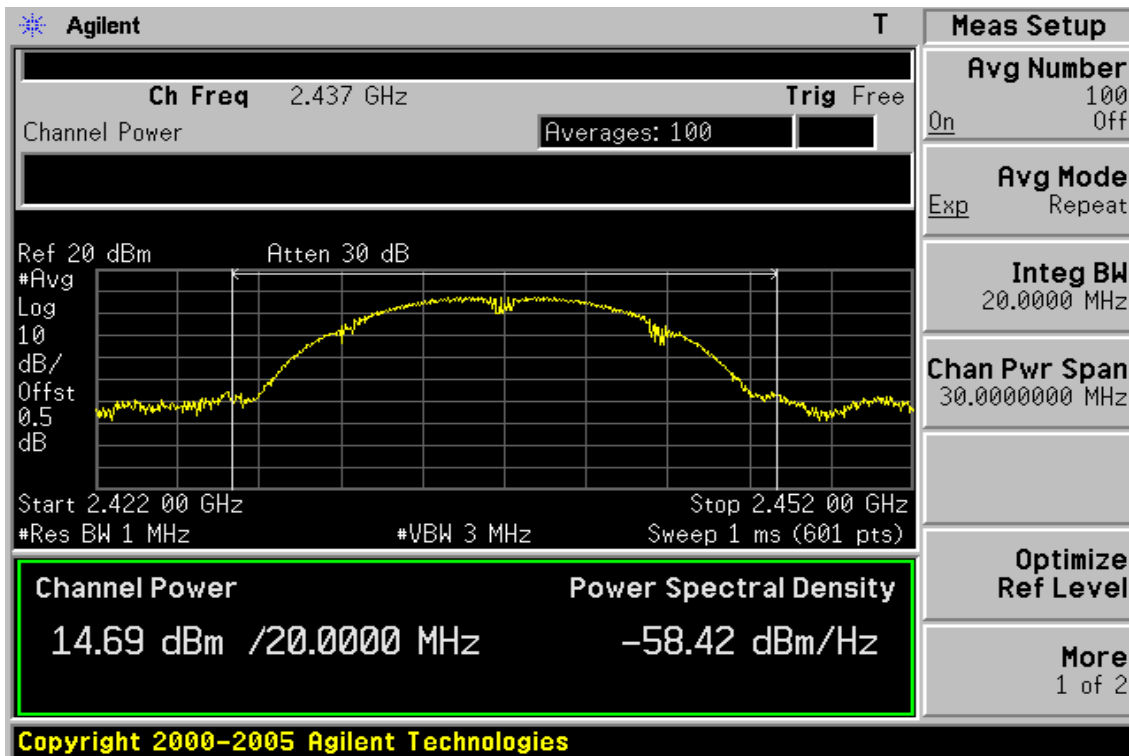 Agilent T
Ch Freq 2.437 GHz Trig Free
Channel Power Averages: 100
Ref 20 dBm Atten 30 dB
#Avg
Log
10
dB/
Offst
0.5
dB
Start 2.422 00 GHz Stop 2.452 00 GHz
#Res BW 1 MHz #VBW 3 MHz Sweep 1 ms (601 pts)
Channel Power Power Spectral Density
14.69 dBm /20.0000 MHz -58.42 dBm/Hz
Copyright 2000-2005 Agilent Technologies
Meas Setup
Avg Number
100
On Off
Avg Mode
Exp Repeat
Integ BW
20.0000 MHz
Chan Pwr Span
30.0000000 MHz
Optimize
Ref Level
More
1 of 2